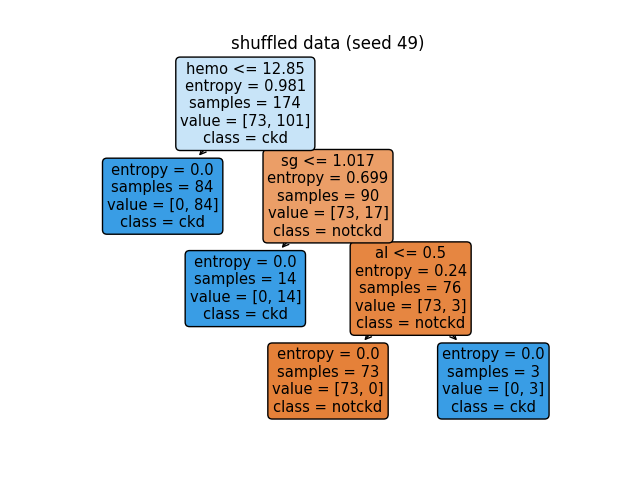 shuffled data (seed 49)
hemo <= 12.85
entropy = 0.981
samples = 174
value = [73, 101]
class = ckd
entropy = 0.0
samples = 84
value = [0, 84]
class = ckd
sg <= 1.017
entropy = 0.699
samples = 90
value = [73, 17]
class = notckd
entropy = 0.0
samples = 14
value = [0, 14]
class = ckd
al <= 0.5
entropy = 0.24
samples = 76
value = [73, 3]
class = notckd
entropy = 0.0
samples = 73
value = [73, 0]
class = notckd
entropy = 0.0
samples = 3
value = [0, 3]
class = ckd